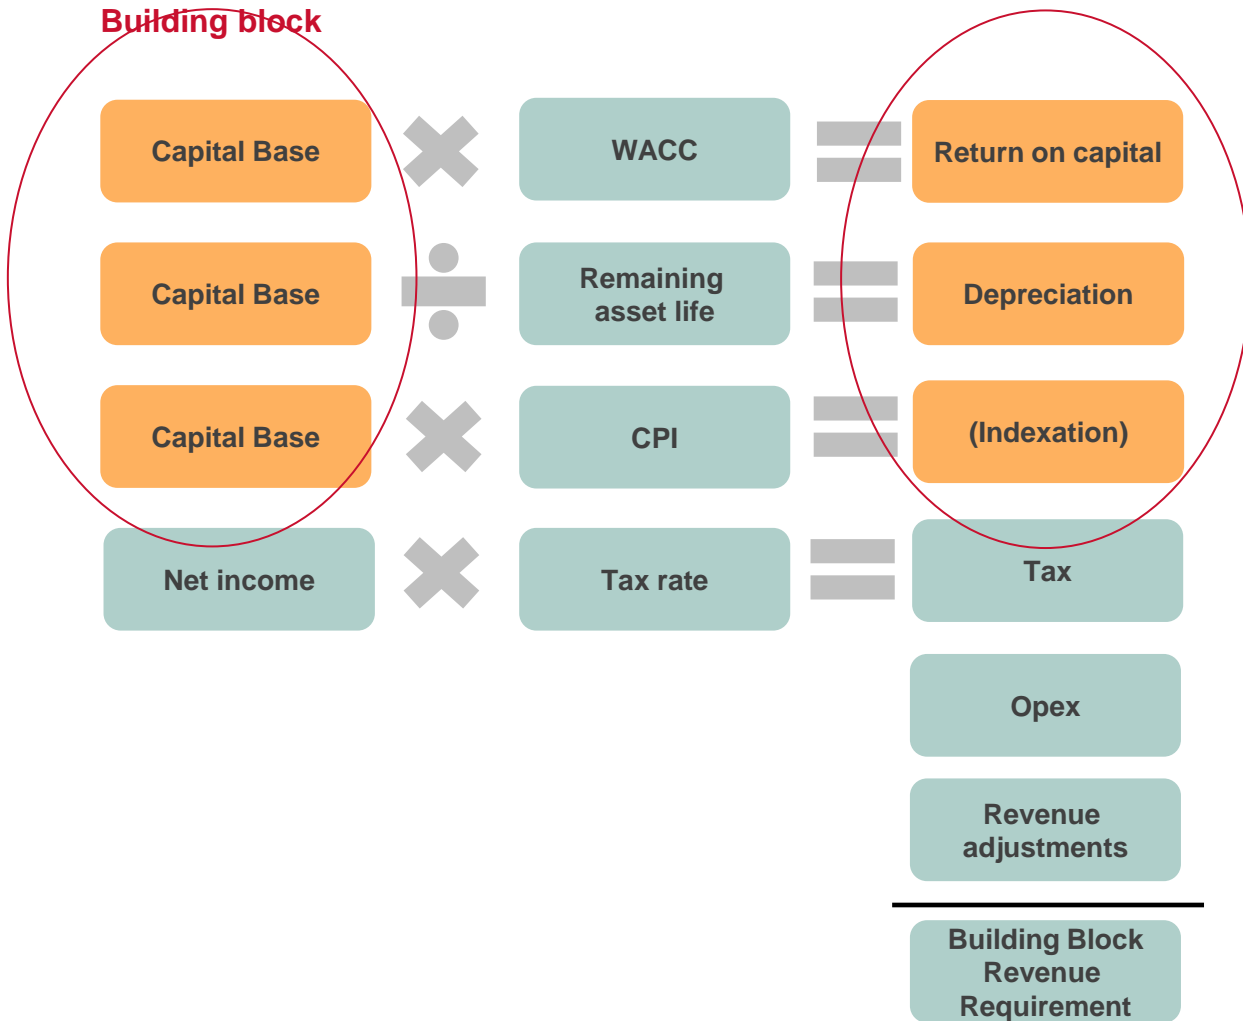 Building block
Capital Base
WACC
Return on capital
Capital Base
Remaining
asset life
Depreciation
Capital Base
CPI
(Indexation)
Net income
Tax rate
Tax
Opex
Revenue
adjustments
Building Block
Revenue
Requirement